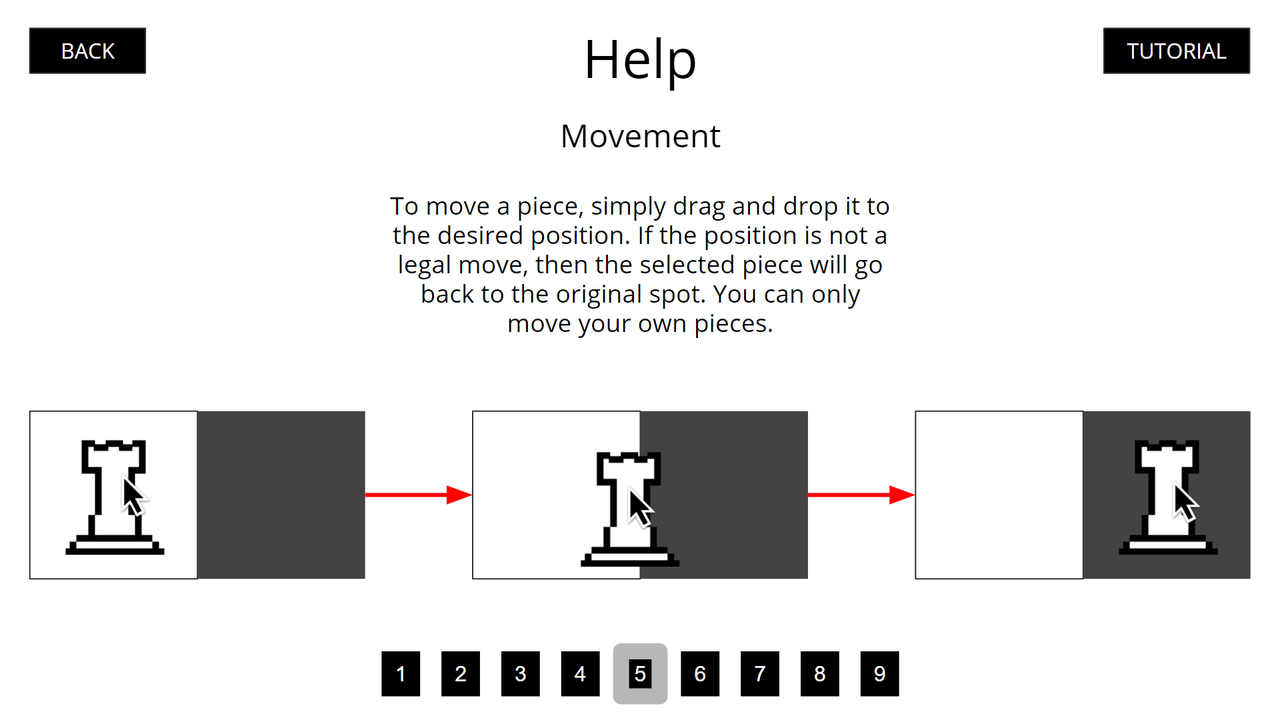 BACK
Help
TUTORIAL
Movement
To move a piece, simply drag and drop it to
the desired position. If the position is not a
legal move, then the selected piece will go
back to the original spot. You can only
move your own pieces.
1 2 3 4 5 6 7 8 9